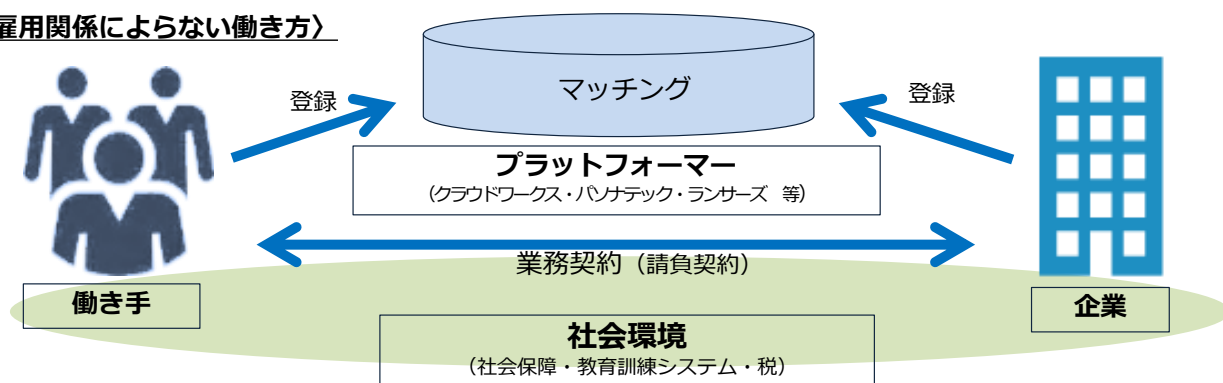 雇用関係によらない働き方〉
マッチング
登録
登録
プラットフォーマー
（クラウドワークス・パソナテック・ランサーズ 等）
業務契約（請負契約）
働き手
企業
社会環境
（社会保障・教育訓練システム・税）